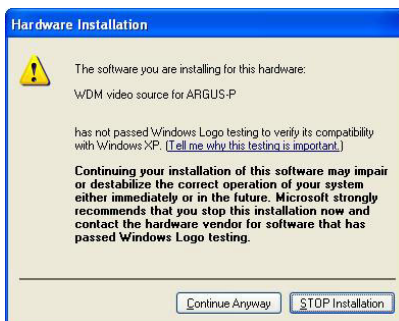 Hardware Installation
The software you are installing for this hardware:
WDM video source for ARGUS-P
has not passed Windows Logo testing to verify its compatibility
with Windows XP. (Tell me why this testing is important.)
Continuing your installation of this software may impair
or destabilize the correct operation of your system
either immediately or in the future. Microsoft strongly
recommends that you stop this installation now and
contact the hardware vendor for software that has
passed Windows Logo testing.
Continue Anyway
STOP Installation